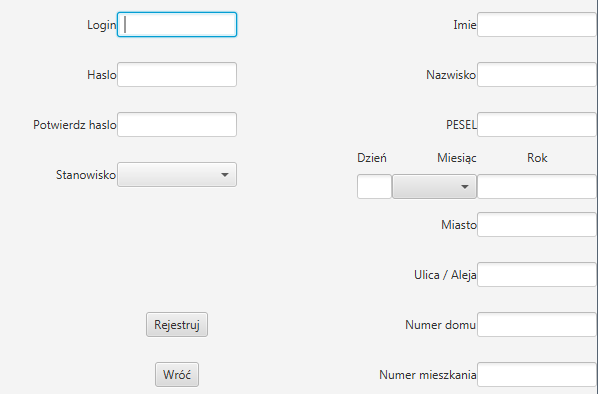 Login
Haslo
Potwierdz haslo
Stanowisko
Rejestruj
Wróć
Imie
Nazwisko
PESEL
Dzień Miesiąc Rok
Miasto
Ulica / Aleja
Numer domu
Numer mieszkania